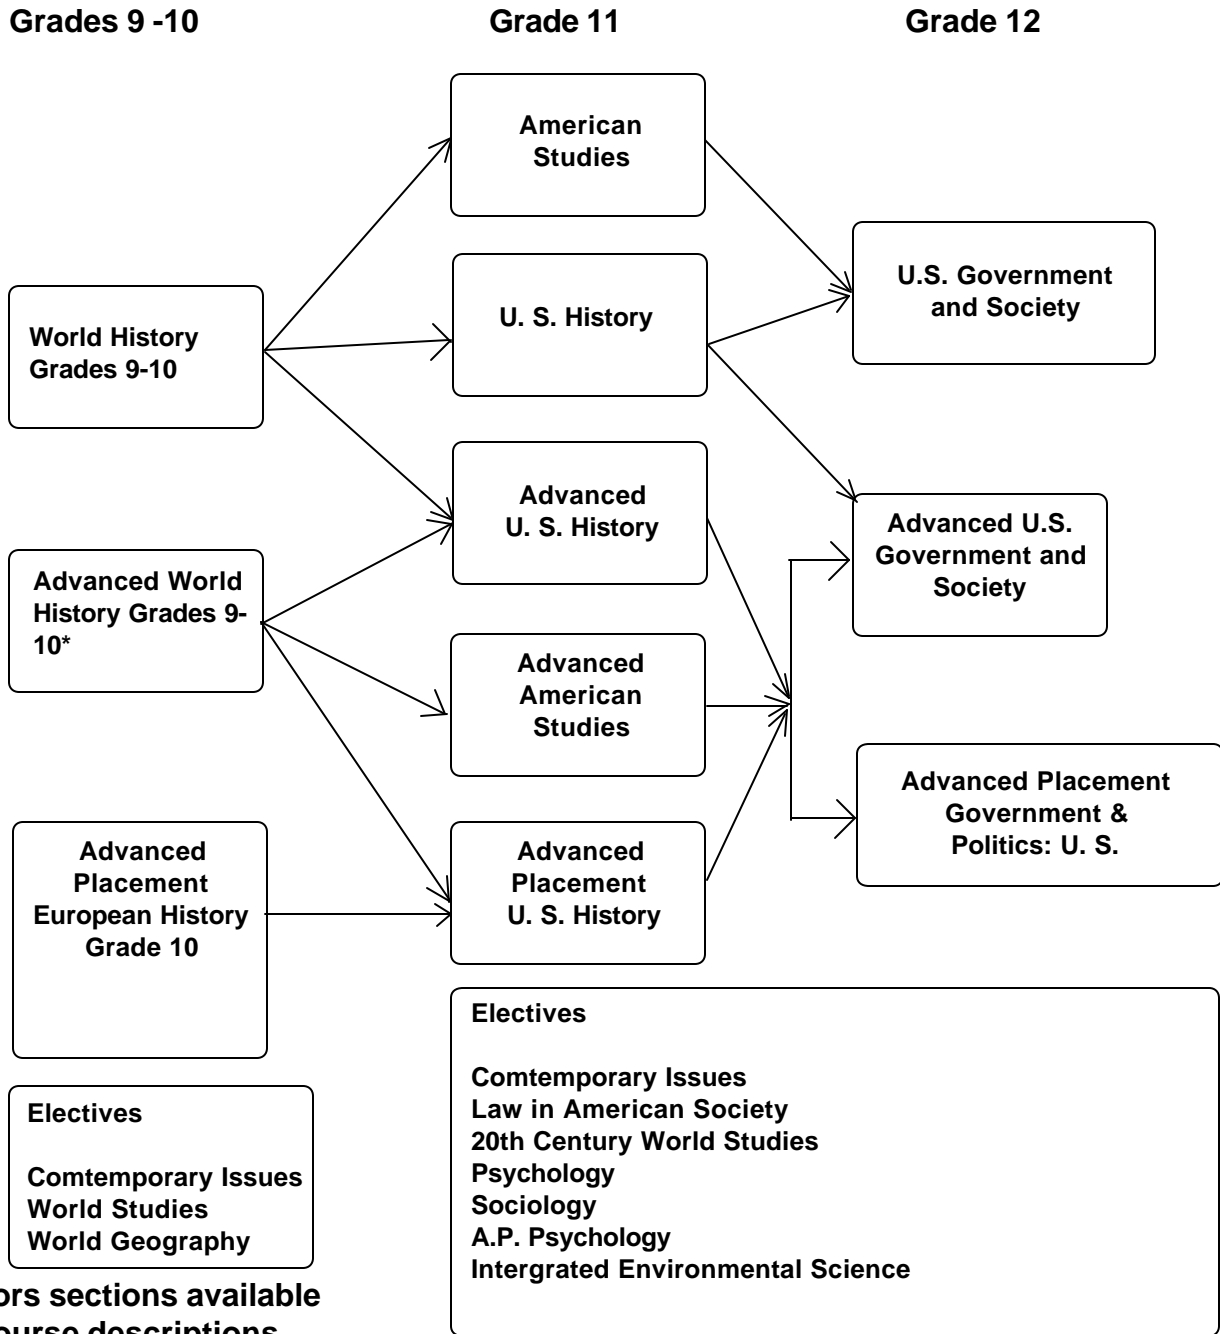 Grades 9 -10
Grade 11
Grade 12
American
Studies
U. S. History
U.S. Government
and Society
World History
Grades 9-10
Advanced
U. S. History
Advanced U.S.
Government and
Society
Advanced World
History Grades 9-
10*
Advanced
American
Studies
Advanced Placement
Government &
Politics: U. S.
Advanced
Placement
European History
Grade 10
Advanced
Placement
U. S. History
Electives
Comtemporary Issues
World Studies
World Geography
Electives
Comtemporary Issues
Law in American Society
20th Century World Studies
Psychology
Sociology
A.P. Psychology
Intergrated Environmental Science
sections available
descriptions